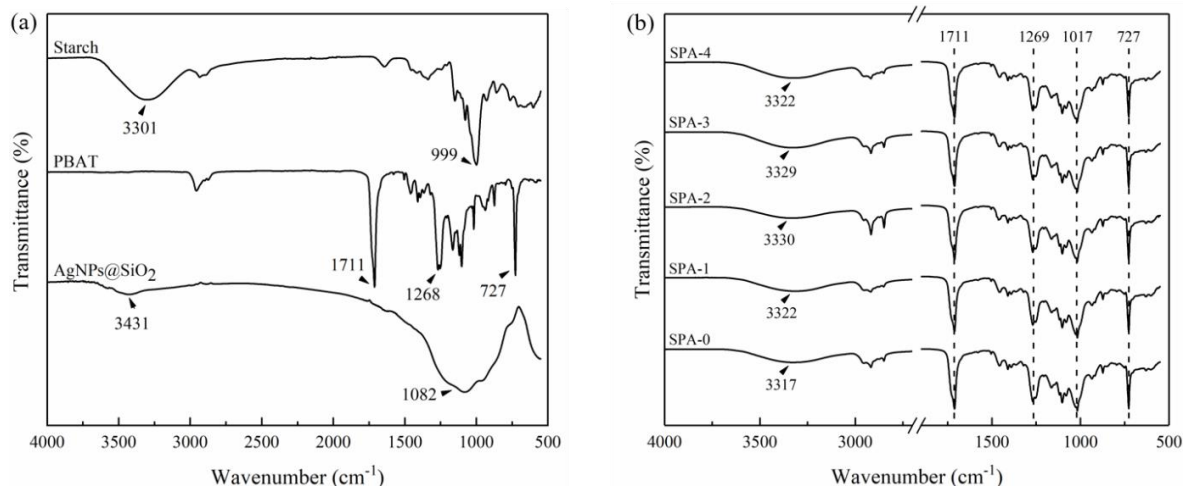 (a)
Starch
3301
999
PBAT
1711
1268
727
AgNPs@SiO2
3431
1082
Transmittance (%)
4000 3500 3000 2500 2000 1500 1000 500
Wavenumber (cm-1)
(b)
1711 1269 1017 727
SPA-4
3322
SPA-3
3329
SPA-2
3330
SPA-1
3322
SPA-0
3317
Transmittance (%)
4000 3000 1500 1000 500
Wavenumber (cm-1)